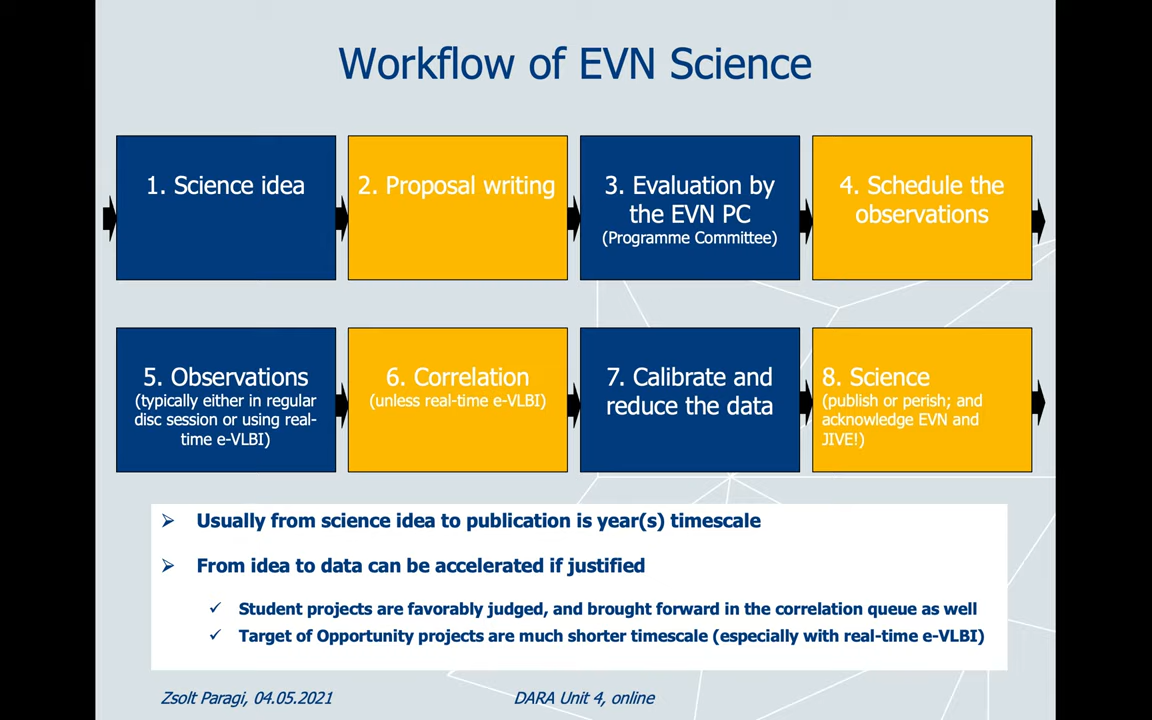 Workflow of EVN Science
1. Science idea
2. Proposal writing
3. Evaluation by
the EVN PC
(Programme Committee)
4. Schedule the
observations
5. Observations
(typically either in regular
disc session or using real-
time e-VLBI)
6. Correlation
(unless real-time e-VLBI)
7. Calibrate and
reduce the data
8. Science
(publish or perish; and
acknowledge EVN and
JIVE!)
Usually from science idea to publication is year(s) timescale
From idea to data can be accelerated if justified
Student projects are favorably judged, and brought forward in the correlation queue as well
Target of Opportunity projects are much shorter timescale (especially with real-time e-VLBI)
Zsolt Paragi, 04.05.2021
DARA Unit 4, online